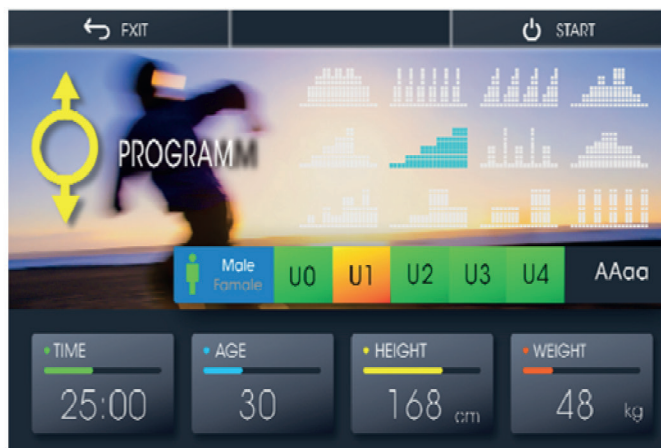 EXIT
START
PROGRAMM
Male
Famale
U0 U1 U2 U3 U4 AAaa
TIME
AGE
HEIGHT
WEIGHT
25:00
30
168 cm
48 kg